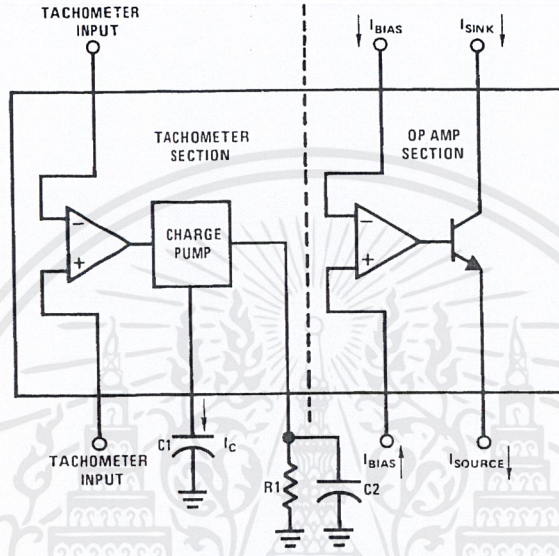 TACHOMETER
INPUT
I_BIAS
I_SINK
TACHOMETER
SECTION
OP AMP
SECTION
−
+
CHARGE
PUMP
−
+
C1
I_C
TACHOMETER
INPUT
R1
C2
I_BIAS
I_SOURCE